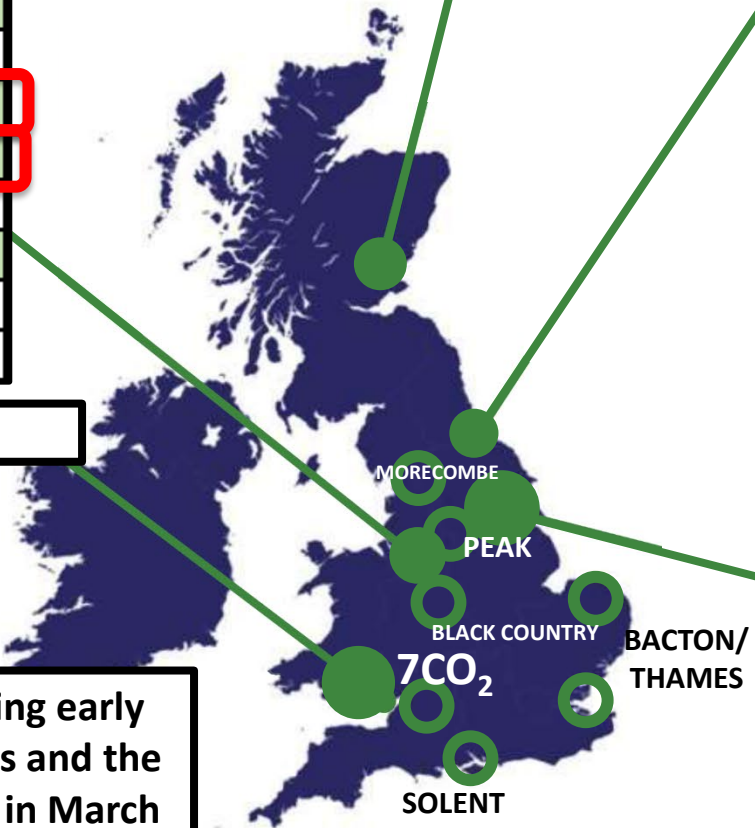 MORECOMBE
PEAK
BLACK COUNTRY
BACTON/
THAMES
7CO₂
SOLENT
ing early
s and the
in March